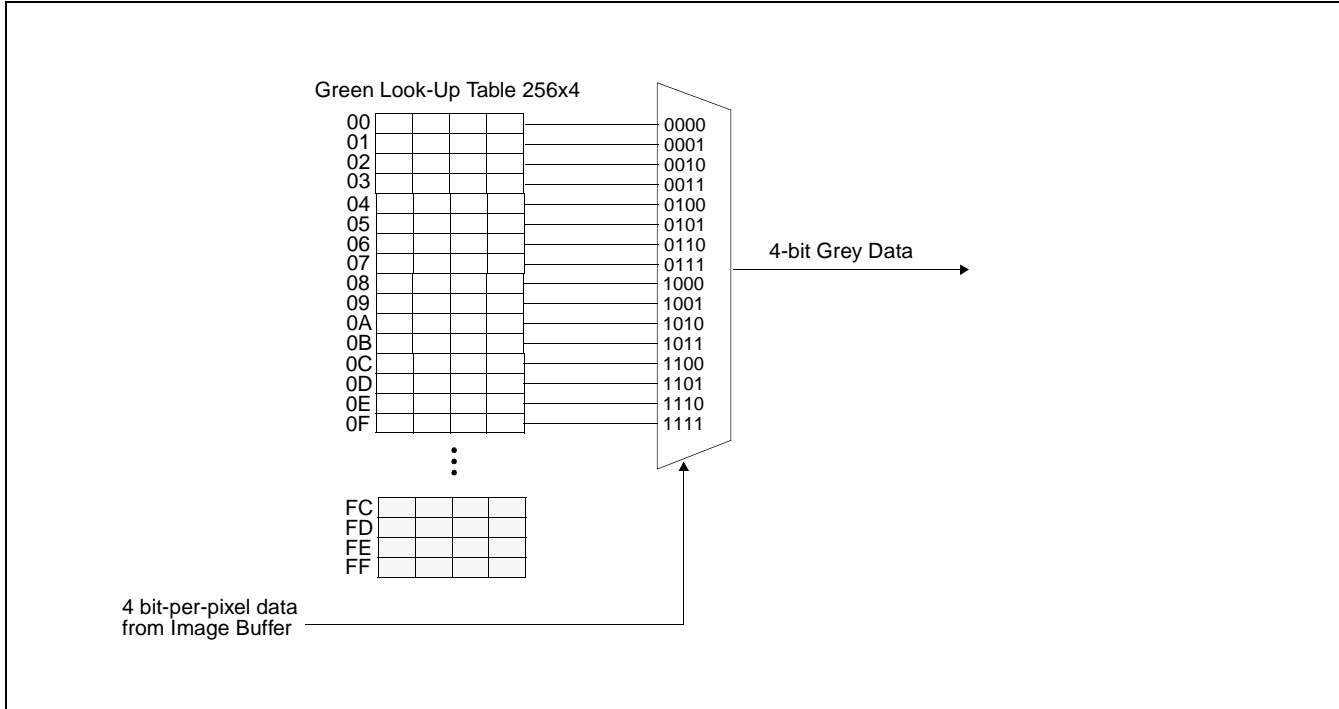 Green Look-Up Table 256x4
00
01
02
03
04
05
06
07
08
09
0A
0B
0C
0D
0E
0F
FC
FD
FE
FF
0000
0001
0010
0011
0100
0101
0110
0111
1000
1001
1010
1011
1100
1101
1110
1111
4-bit Grey Data
4 bit-per-pixel data
from Image Buffer